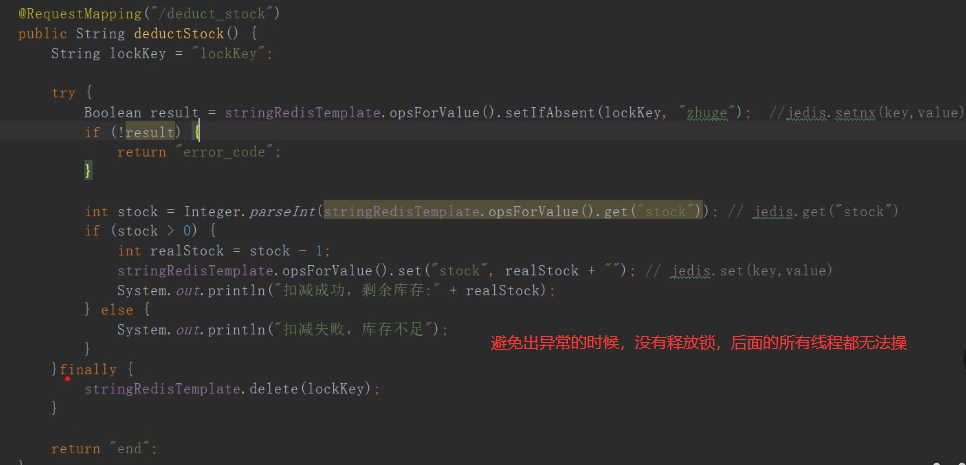 @RequestMapping("/deduct_stock")
public String deductStock() {
String lockKey = "lockKey";
try {
Boolean result = stringRedisTemplate.opsForValue().setIfAbsent(lockKey, "zhuge"); //jedis.setnx(key,value)
if (!result) {
return "error_code";
}
int stock = Integer.parseInt(stringRedisTemplate.opsForValue().get("stock")); // jedis.get("stock")
if (stock > 0) {
int realStock = stock - 1;
stringRedisTemplate.opsForValue().set("stock", realStock + ""); // jedis.set(key,value)
System.out.println("扣减成功，剩余库存:" + realStock);
} else {
System.out.println("扣减失败，库存不足");
避免出异常的时候，没有释放锁，后面的所有线程都无法操
}
}finally {
stringRedisTemplate.delete(lockKey);
}
return "end";